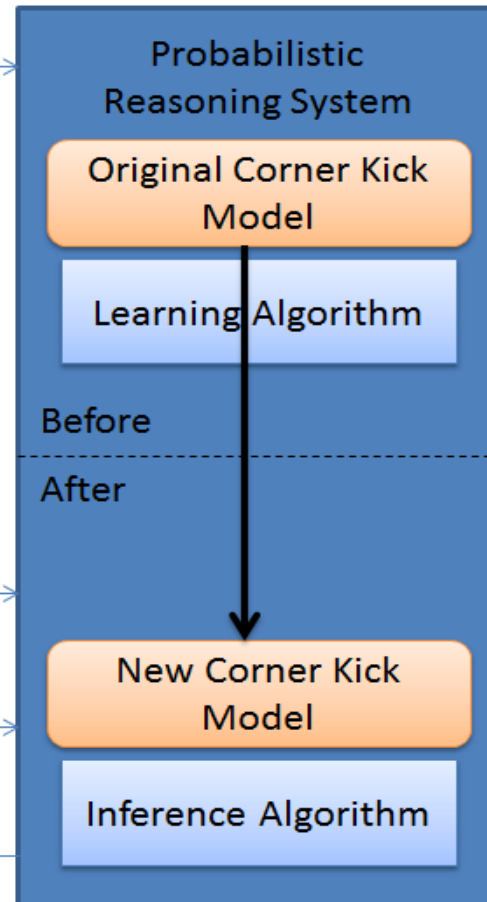 Probabilistic
Reasoning System
Original Corner Kick
Model
Learning Algorithm
Before
After
New Corner Kick
Model
Inference Algorithm